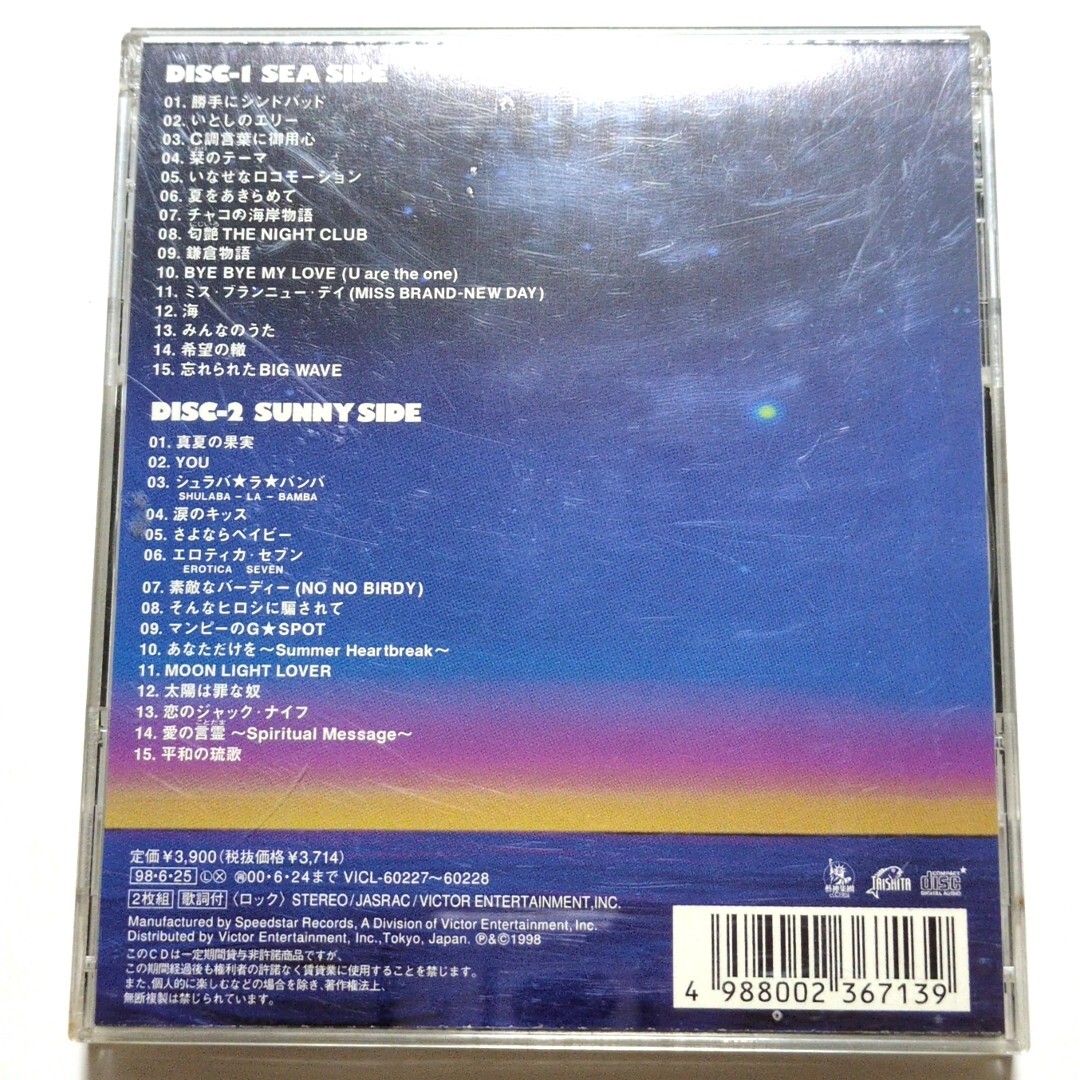 DISC-1 SEA SIDE
01. 勝手にシンドバッド
02. いとしのエリー
03. C調言葉に御用心
04. 栞のテーマ
05. いなせなロコモーション
06. 夏をあきらめて
07. チャコの海岸物語
08. 匂艶 THE NIGHT CLUB
09. 鎌倉物語
10. BYE BYE MY LOVE (U are the one)
11. ミス・ブランニュー・デイ (MISS BRAND-NEW DAY)
12. 海
13. みんなのうた
14. 希望の轍
15. 忘れられたBIG WAVE
DISC-2 SUNNY SIDE
01. 真夏の果実
02. YOU
03. シュラバ★ラ★バンバ
SHULABA - LA - BAMBA
04. 涙のキッス
05. さよならベイビー
06. エロティカ・セブン
EROTICA SEVEN
07. 素敵なバーディー (NO NO BIRDY)
08. そんなヒロシに騙されて
09. マンピーのG★SPOT
10. あなただけを〜Summer Heartbreak〜
11. MOON LIGHT LOVER
12. 太陽は罪な奴
13. 恋のジャック・ナイフ
ことだま
14. 愛の言霊 〜Spiritual Message〜
15. 平和の琉歌
定価¥3,900(税抜価格¥3,714)
98・6・25 Ⓛ Ⓧ 再00・6・24まで VICL-60227〜60228
2枚組 歌詞付 〈ロック〉 STEREO/JASRAC/VICTOR ENTERTAINMENT,INC.
Manufactured by Speedstar Records, A Division of Victor Entertainment, Inc.
Distributed by Victor Entertainment, Inc.,Tokyo, Japan. Ⓟ&©1998
このCDは一定期間貸与非許諾商品ですが、
この期間経過後も権利者の許諾なく賃貸業に使用することを禁じます。
また、個人的に楽しむなどの場合を除き、著作権法上、
無断複製は禁じられています。
TAISHITA
COMPACT disc DIGITAL AUDIO
4 988002 367139